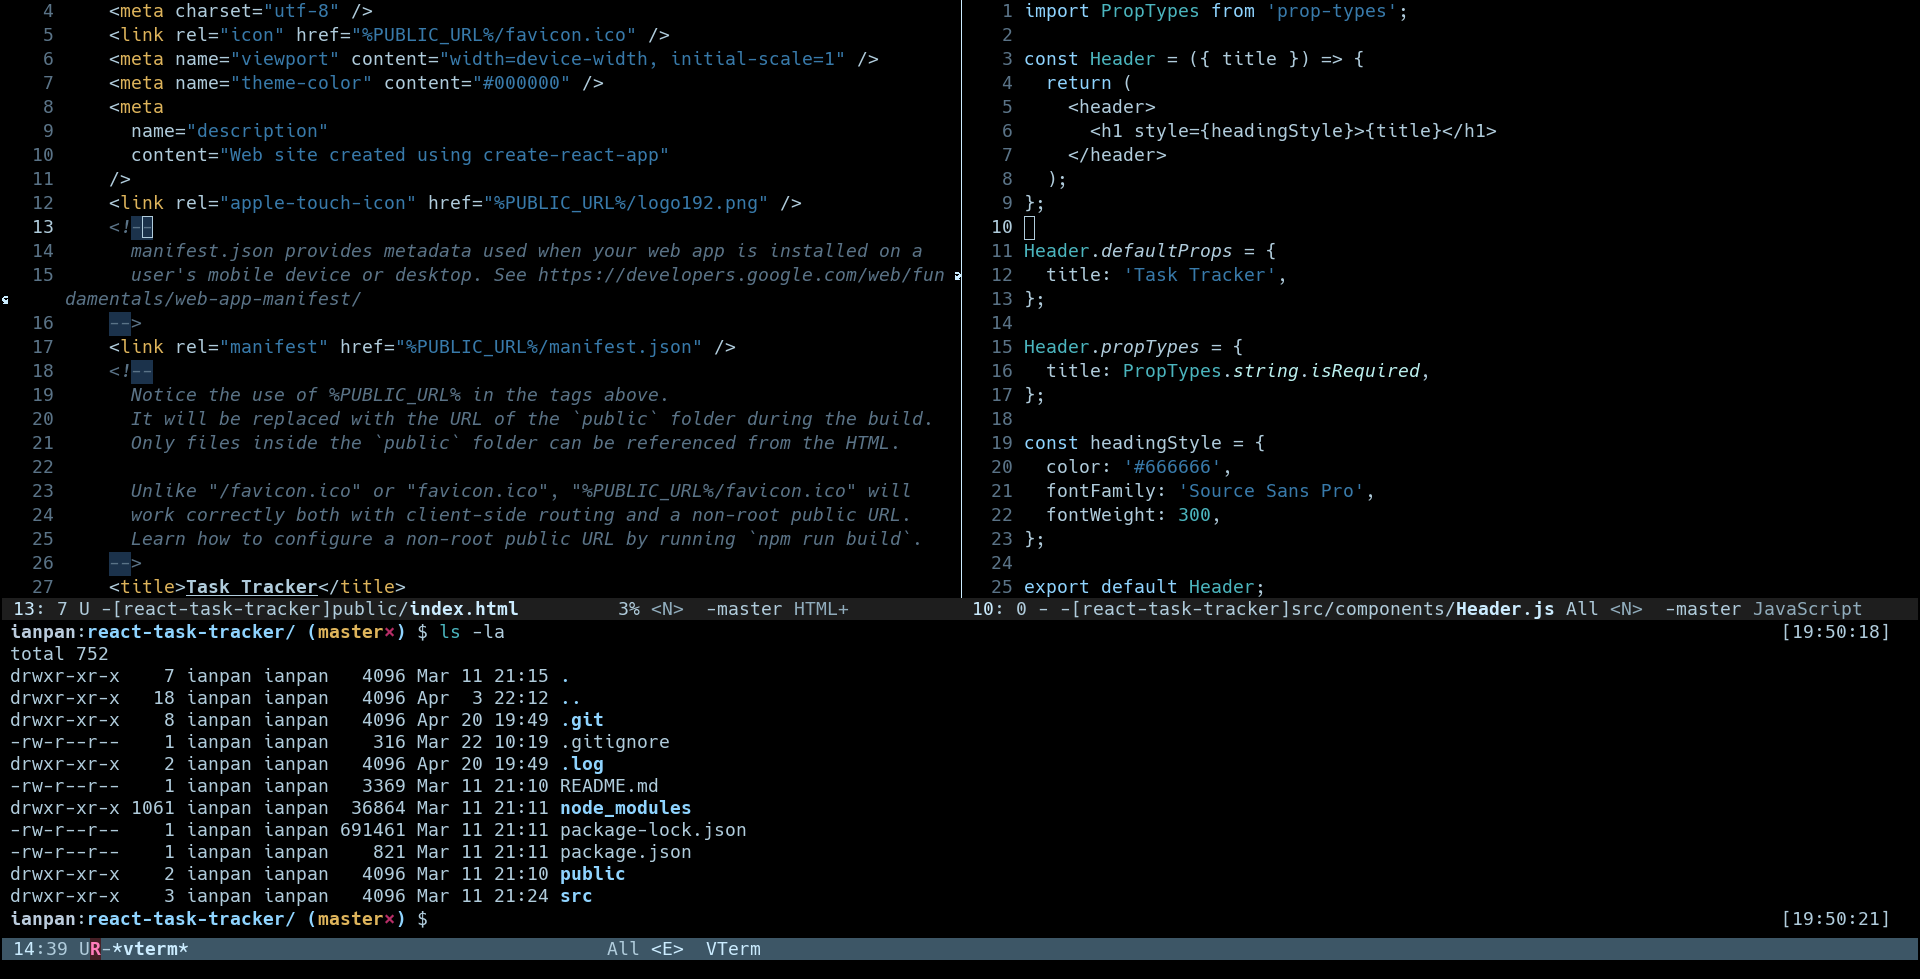 4     <meta charset="utf-8" />
5     <link rel="icon" href="%PUBLIC_URL%/favicon.ico" />
6     <meta name="viewport" content="width=device-width, initial-scale=1" />
7     <meta name="theme-color" content="#000000" />
8     <meta
9       name="description"
10       content="Web site created using create-react-app"
11     />
12     <link rel="apple-touch-icon" href="%PUBLIC_URL%/logo192.png" />
13     <!--
14       manifest.json provides metadata used when your web app is installed on a
15       user's mobile device or desktop. See https://developers.google.com/web/fun
damentals/web-app-manifest/
16     -->
17     <link rel="manifest" href="%PUBLIC_URL%/manifest.json" />
18     <!--
19       Notice the use of %PUBLIC_URL% in the tags above.
20       It will be replaced with the URL of the `public` folder during the build.
21       Only files inside the `public` folder can be referenced from the HTML.
22
23       Unlike "/favicon.ico" or "favicon.ico", "%PUBLIC_URL%/favicon.ico" will
24       work correctly both with client-side routing and a non-root public URL.
25       Learn how to configure a non-root public URL by running `npm run build`.
26     -->
27     <title>Task Tracker</title>
13: 7 U -[react-task-tracker]public/index.html         3% <N>  -master HTML+
1 import PropTypes from 'prop-types';
2
3 const Header = ({ title }) => {
4   return (
5     <header>
6       <h1 style={headingStyle}>{title}</h1>
7     </header>
8   );
9 };
10
11 Header.defaultProps = {
12   title: 'Task Tracker',
13 };
14
15 Header.propTypes = {
16   title: PropTypes.string.isRequired,
17 };
18
19 const headingStyle = {
20   color: '#666666',
21   fontFamily: 'Source Sans Pro',
22   fontWeight: 300,
23 };
24
25 export default Header;
10: 0 - -[react-task-tracker]src/components/Header.js All <N>  -master JavaScript
ianpan:react-task-tracker/ (master×) $ ls -la [19:50:18]
total 752
drwxr-xr-x    7 ianpan ianpan   4096 Mar 11 21:15 .
drwxr-xr-x   18 ianpan ianpan   4096 Apr  3 22:12 ..
drwxr-xr-x    8 ianpan ianpan   4096 Apr 20 19:49 .git
-rw-r--r--    1 ianpan ianpan    316 Mar 22 10:19 .gitignore
drwxr-xr-x    2 ianpan ianpan   4096 Apr 20 19:49 .log
-rw-r--r--    1 ianpan ianpan   3369 Mar 11 21:10 README.md
drwxr-xr-x 1061 ianpan ianpan  36864 Mar 11 21:11 node_modules
-rw-r--r--    1 ianpan ianpan 691461 Mar 11 21:11 package-lock.json
-rw-r--r--    1 ianpan ianpan    821 Mar 11 21:11 package.json
drwxr-xr-x    2 ianpan ianpan   4096 Mar 11 21:10 public
drwxr-xr-x    3 ianpan ianpan   4096 Mar 11 21:24 src
ianpan:react-task-tracker/ (master×) $ [19:50:21]
14:39 UR-*vterm*                                      All <E>  VTerm